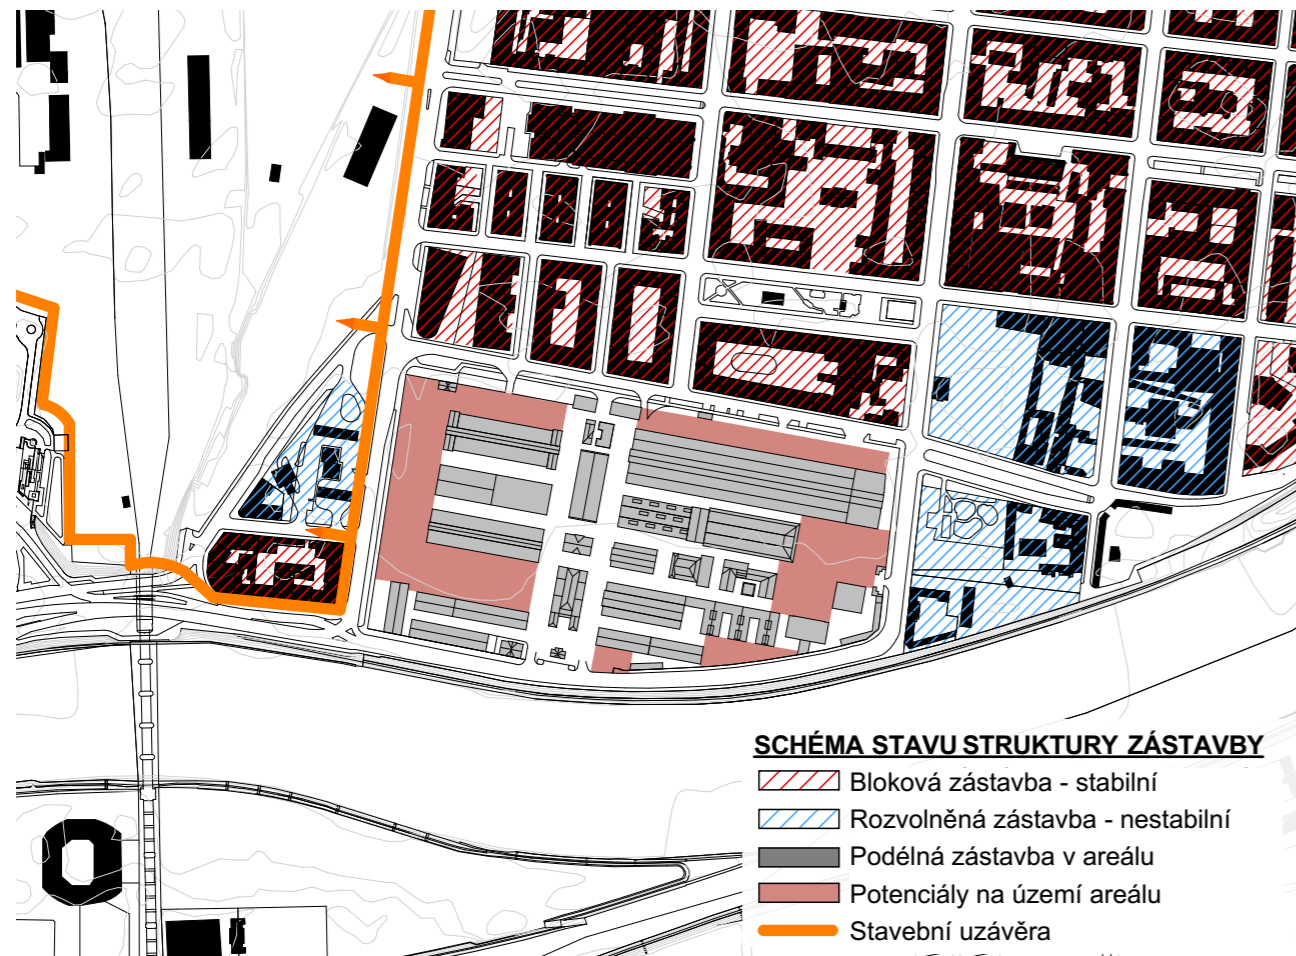 SCHÉMA STAVU STRUKTURY ZÁSTAVBY
Bloková zástavba - stabilní
Rozvolněná zástavba - nestabilní
Podélná zástavba v areálu
Potenciály na území areálu
Stavební uzávěra